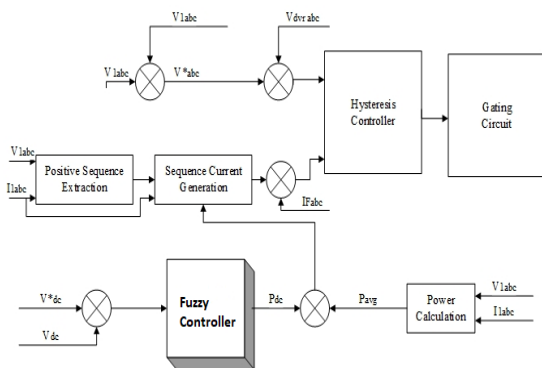 V1abc
Vdvr abc
V1abc
V*abc
Hysteresis
Controller
Gating
Circuit
V1abc
I1abc
Positive Sequence
Extraction
Sequence Current
Generation
IFabc
V*dc
Vdc
Fuzzy
Controller
Pdc
Pavg
Power
Calculation
V1abc
I1abc